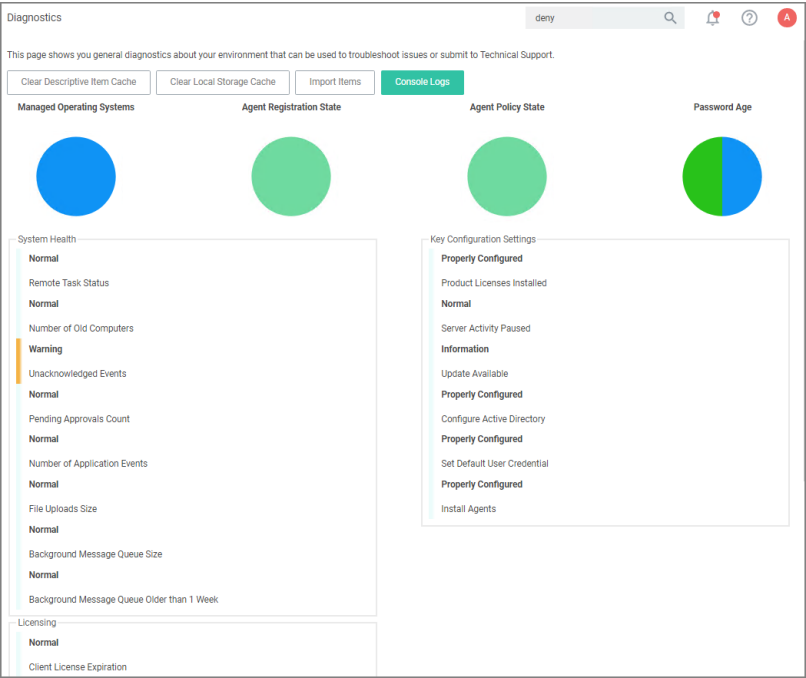 Diagnostics
deny
A
This page shows you general diagnostics about your environment that can be used to troubleshoot issues or submit to Technical Support.
Clear Descriptive Item Cache
Clear Local Storage Cache
Import Items
Console Logs
Managed Operating Systems
Agent Registration State
Agent Policy State
Password Age
System Health
Normal
Remote Task Status
Normal
Number of Old Computers
Warning
Unacknowledged Events
Normal
Pending Approvals Count
Normal
Number of Application Events
Normal
File Uploads Size
Normal
Background Message Queue Size
Normal
Background Message Queue Older than 1 Week
Licensing
Normal
Client License Expiration
Key Configuration Settings
Properly Configured
Product Licenses Installed
Normal
Server Activity Paused
Information
Update Available
Properly Configured
Configure Active Directory
Properly Configured
Set Default User Credential
Properly Configured
Install Agents